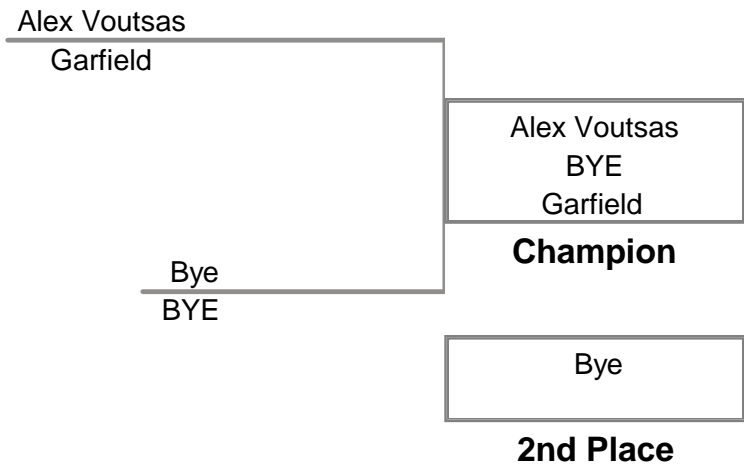 Alex Voutsas
Garfield
Alex Voutsas
BYE
Garfield
Champion
Bye
BYE
Bye
2nd Place